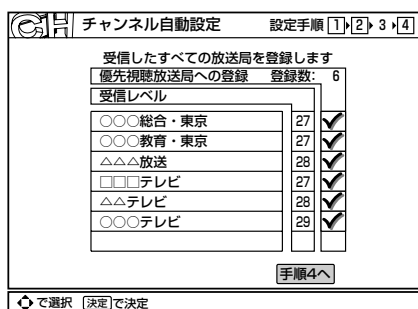 CH チャンネル自動設定 設定手順 1 2 3 4
受信したすべての放送局を登録します
優先視聴放送局への登録 登録数: 6
受信レベル
○○○総合・東京 27 ✓
○○○教育・東京 27 ✓
△△△放送 28 ✓
□□□テレビ 27 ✓
△△テレビ 28 ✓
○○○テレビ 29 ✓
手順4へ
で選択 決定で決定